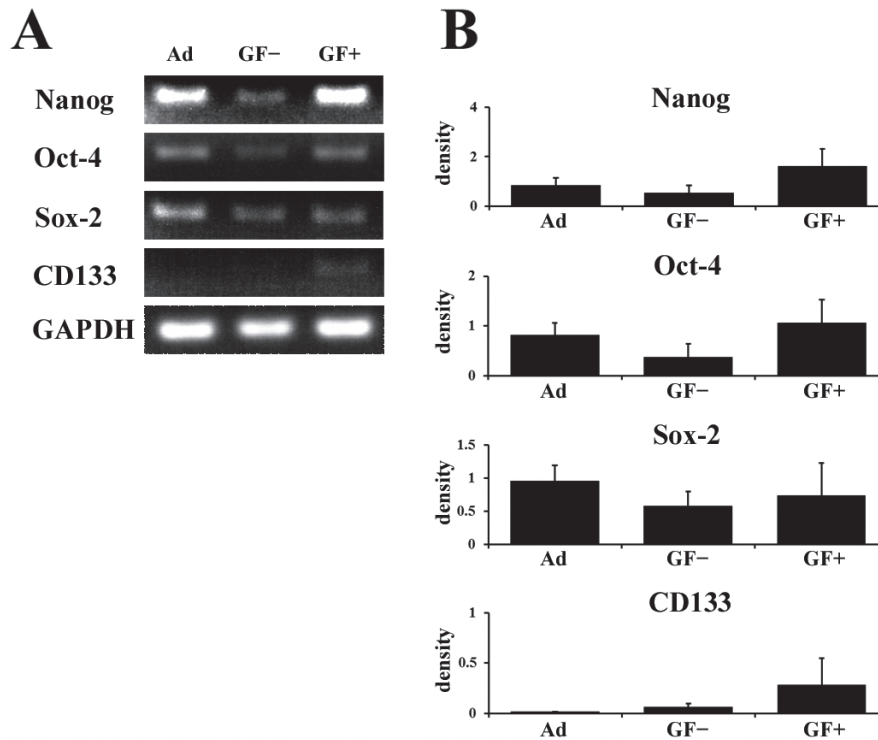 A
Ad GF− GF+
Nanog
Oct-4
Sox-2
CD133
GAPDH
B
Nanog
density
4
2
0
Ad GF− GF+
Oct-4
density
2
1
0
Ad GF− GF+
Sox-2
density
1.5
1
0.5
0
Ad GF− GF+
CD133
density
1
0.5
0
Ad GF− GF+